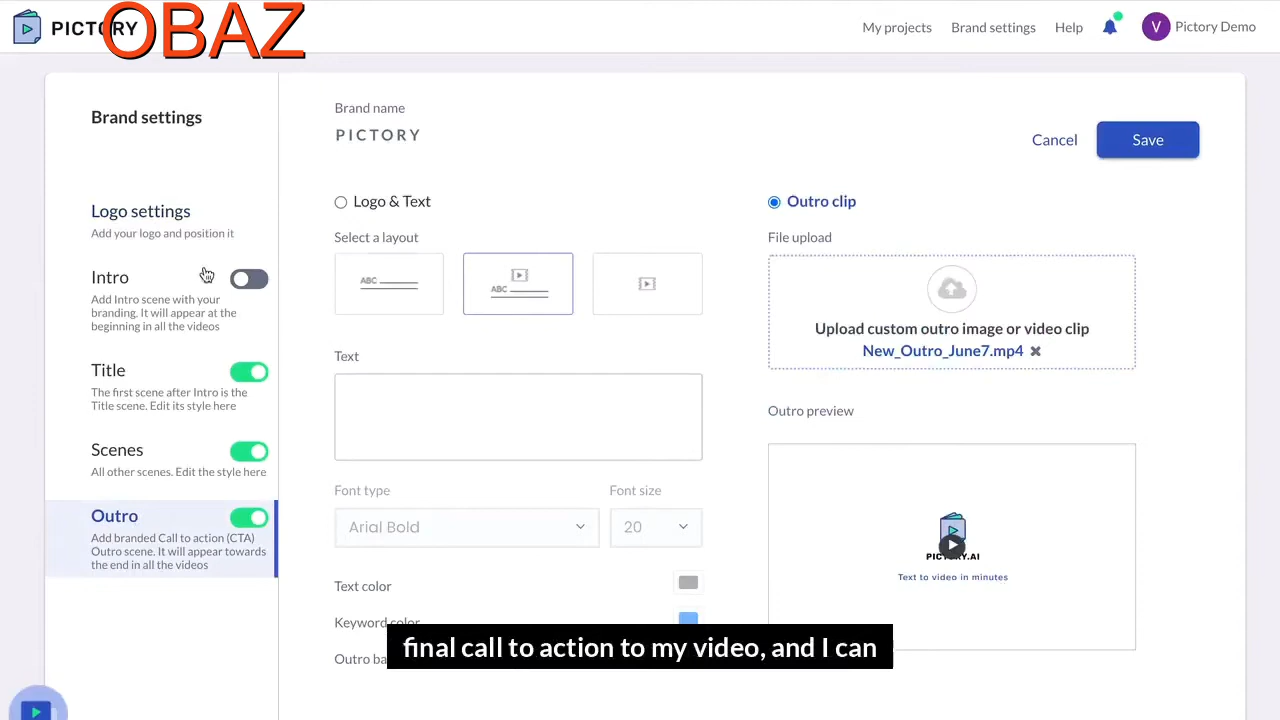 PICTORY
OBAZ
My projects
Brand settings
Help
V
Pictory Demo
Brand settings
Logo settings
Add your logo and position it
Intro
Add Intro scene with your
branding. It will appear at the
beginning in all the videos
Title
The first scene after Intro is the
Title scene. Edit its style here
Scenes
All other scenes. Edit the style here
Outro
Add branded Call to action (CTA)
Outro scene. It will appear towards
the end in all the videos
Brand name
PICTORY
Cancel
Save
Logo & Text
Select a layout
ABC
ABC
Text
Font type
Font size
Arial Bold
20
Text color
Keyword color
Outro ba
Outro clip
File upload
Upload custom outro image or video clip
New_Outro_June7.mp4
Outro preview
PICTORY.AI
Text to video in minutes
final call to action to my video, and I can